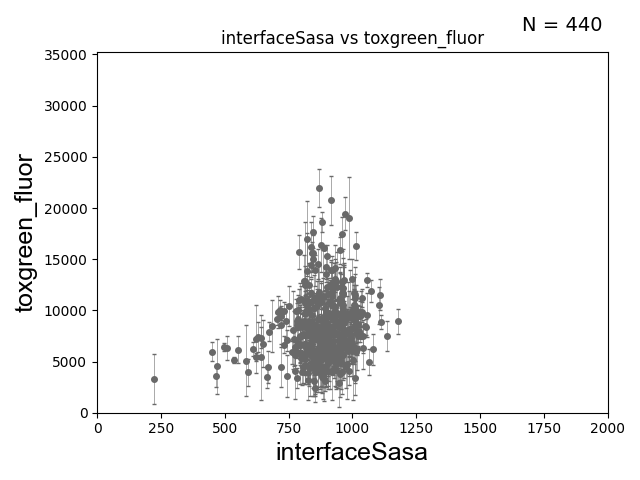 N = 440
interfaceSasa vs toxgreen_fluor
35000
30000
25000
20000
15000
10000
5000
0
toxgreen_fluor
0 250 500 750 1000 1250 1500 1750 2000
interfaceSasa